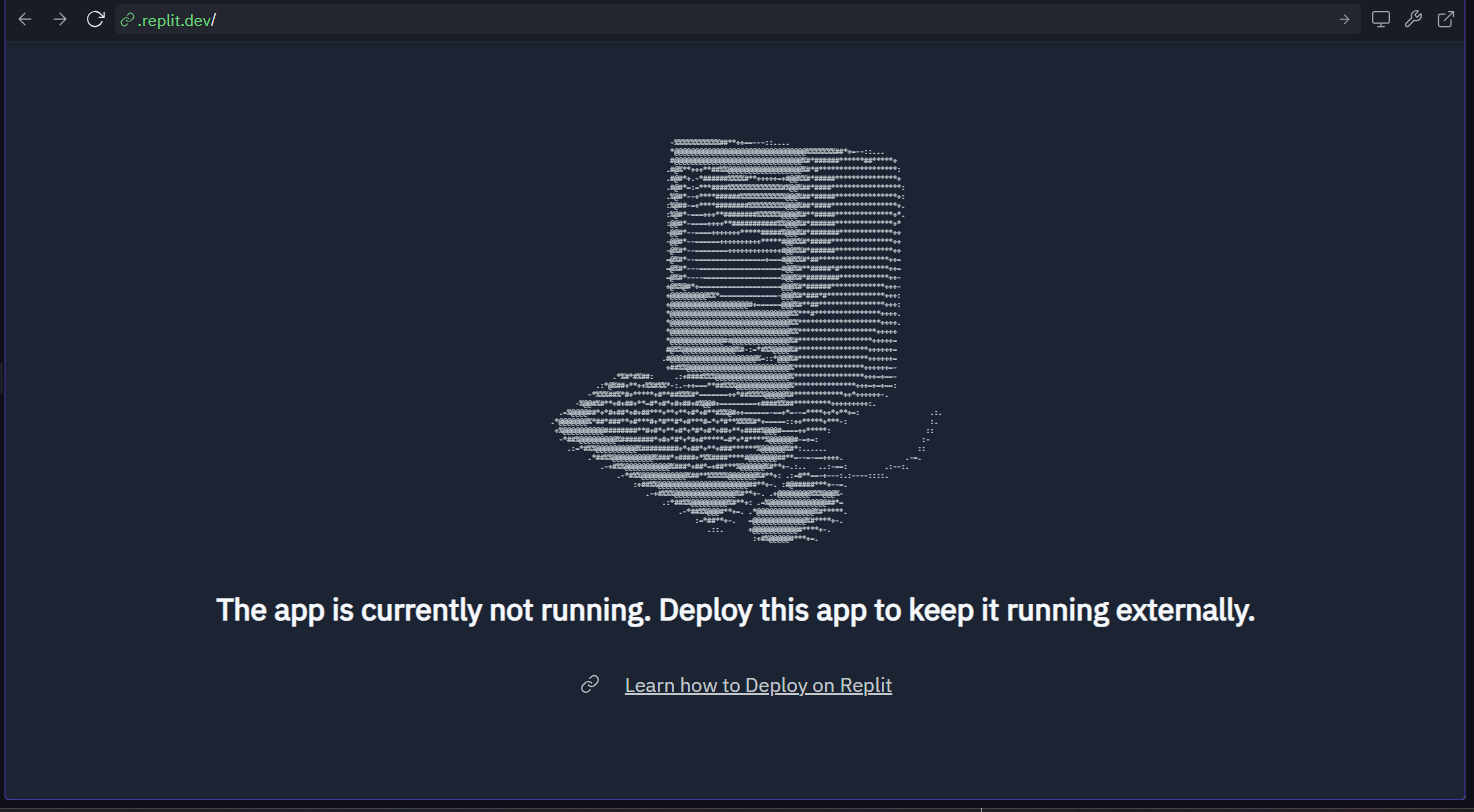 .replit.dev/
The app is currently not running. Deploy this app to keep it running externally.
Learn how to Deploy on Replit